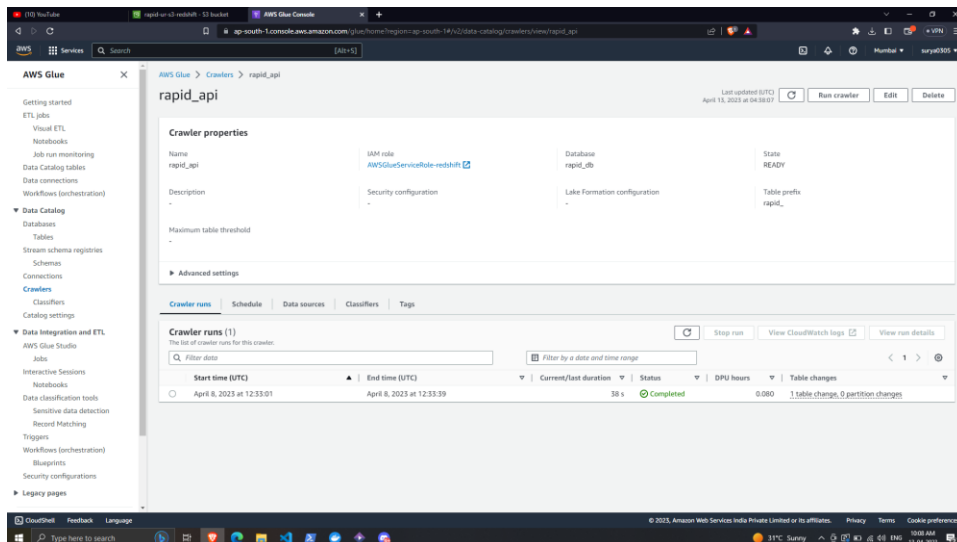 (10) YouTube
rapid-ur-s3-redshift - S3 bucket
AWS Glue Console
ap-south-1.console.aws.amazon.com/glue/home?region=ap-south-1#/v2/data-catalog/crawlers/view/rapid_api
VPN
aws
Services
Search
[Alt+S]
Mumbai
surya0305
AWS Glue
Getting started
ETL jobs
Visual ETL
Notebooks
Job run monitoring
Data Catalog tables
Data connections
Workflows (orchestration)
Data Catalog
Databases
Tables
Stream schema registries
Schemas
Connections
Crawlers
Classifiers
Catalog settings
Data Integration and ETL
AWS Glue Studio
Jobs
Interactive Sessions
Notebooks
Data classification tools
Sensitive data detection
Record Matching
Triggers
Workflows (orchestration)
Blueprints
Security configurations
Legacy pages
AWS Glue > Crawlers > rapid_api
rapid_api
Last updated (UTC)
April 13, 2023 at 04:38:07
Run crawler
Edit
Delete
Crawler properties
Name
rapid_api
IAM role
AWSGlueServiceRole-redshift
Database
rapid_db
State
READY
Description
-
Security configuration
-
Lake Formation configuration
-
Table prefix
rapid_
Maximum table threshold
-
Advanced settings
Crawler runs
Schedule
Data sources
Classifiers
Tags
Crawler runs (1)
The list of crawler runs for this crawler.
Stop run
View CloudWatch logs
View run details
Filter data
Filter by a date and time range
1
Start time (UTC)
End time (UTC)
Current/last duration
Status
DPU hours
Table changes
April 8, 2023 at 12:33:01
April 8, 2023 at 12:33:39
38 s
Completed
0.080
1 table change, 0 partition changes
CloudShell
Feedback
Language
© 2023, Amazon Web Services India Private Limited or its affiliates.
Privacy
Terms
Cookie preference
Type here to search
31°C Sunny
ENG
10:08 AM